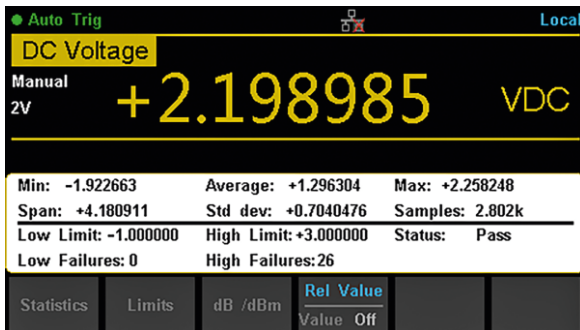 Auto Trig Local
DC Voltage
Manual
2V +2.198985 VDC
Min: -1.922663 Average: +1.296304 Max: +2.258248
Span: +4.180911 Std dev: +0.7040476 Samples: 2.802k
Low Limit: -1.000000 High Limit: +3.000000 Status: Pass
Low Failures: 0 High Failures: 26
Statistics Limits dB /dBm Rel Value
Value Off